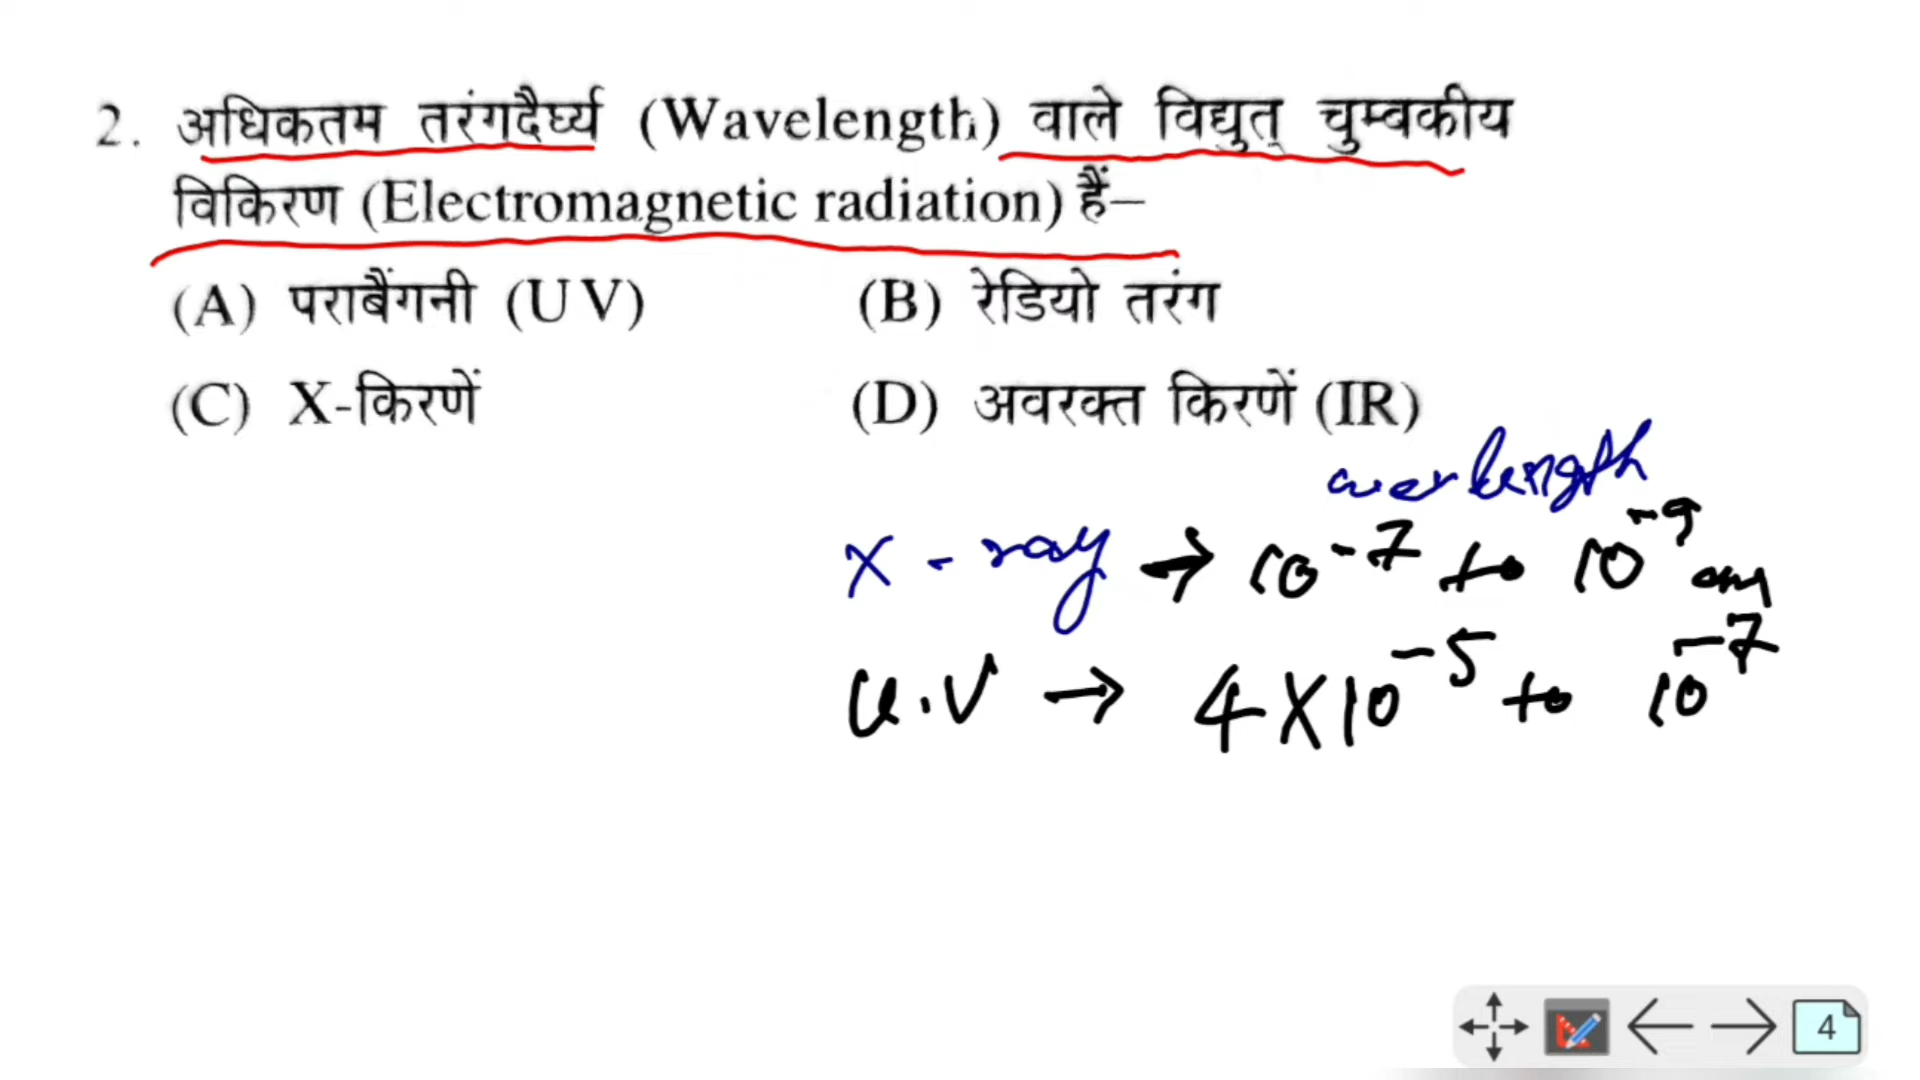 2. अधिकतम तरंगदैर्घ्य (Wavelength) वाले विद्युत् चुम्बकीय
विकिरण (Electromagnetic radiation) हैं–
(A) पराबैंगनी (UV) (B) रेडियो तरंग
(C) X-किरणें (D) अवरक्त किरणें (IR)
x - ray → 10⁻⁷ to 10⁻⁹ cm
U.V → 4 X 10⁻⁵ to 10⁻⁷
4